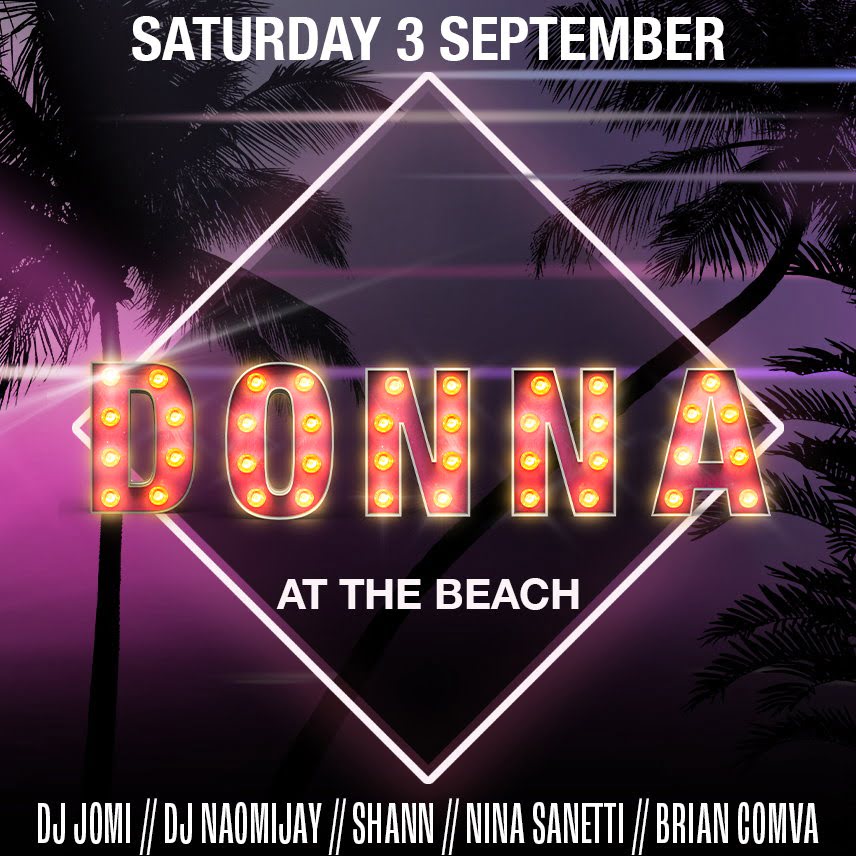 SATURDAY 3 SEPTEMBER
DONNA
AT THE BEACH
DJ JOMI // DJ NAOMIJAY // SHANN // NINA SANETTI // BRIAN COMVA